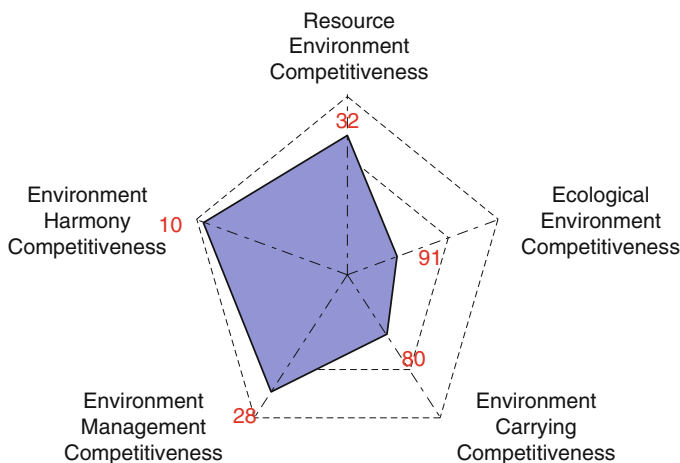 Resource
Environment
Competitiveness
32
Environment
Harmony
Competitiveness
10
Ecological
Environment
Competitiveness
91
80
28
Environment
Management
Competitiveness
Environment
Carrying
Competitiveness